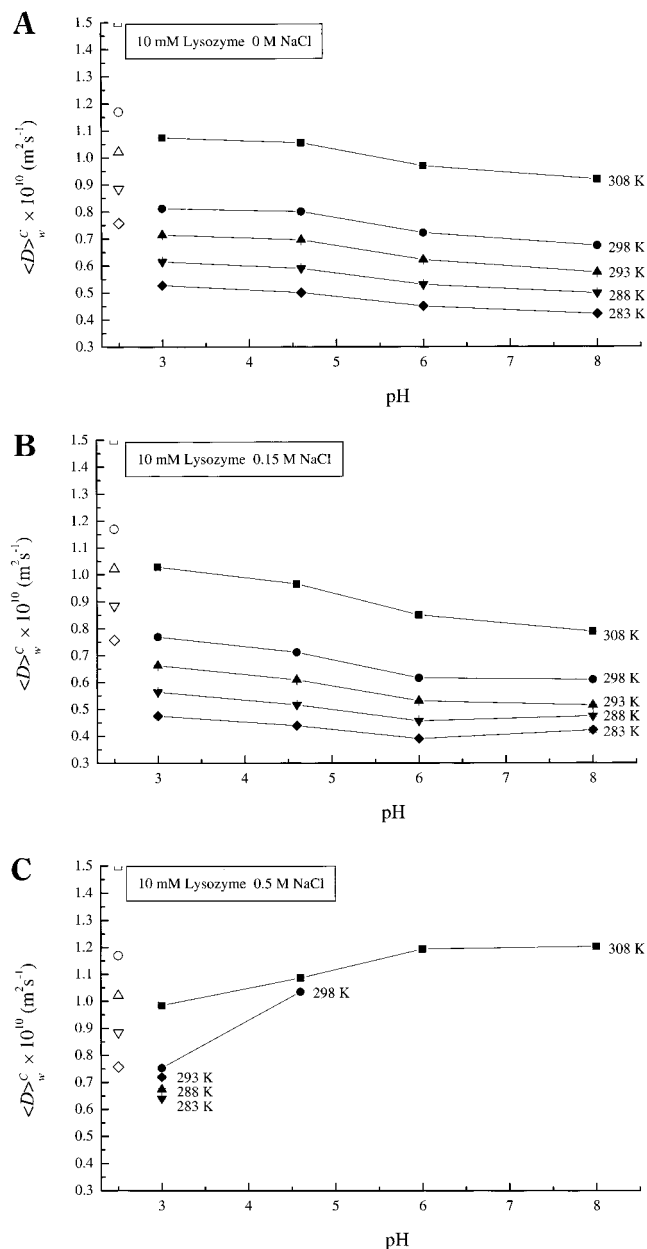 A
10 mM Lysozyme 0 M NaCl
<D>_w^C × 10^10 (m^2s^-1)
1.5
1.4
1.3
1.2
1.1
1.0
0.9
0.8
0.7
0.6
0.5
0.4
0.3
308 K
298 K
293 K
288 K
283 K
3 4 5 6 7 8
pH
B
10 mM Lysozyme 0.15 M NaCl
<D>_w^C × 10^10 (m^2s^-1)
1.5
1.4
1.3
1.2
1.1
1.0
0.9
0.8
0.7
0.6
0.5
0.4
0.3
308 K
298 K
293 K
288 K
283 K
3 4 5 6 7 8
pH
C
10 mM Lysozyme 0.5 M NaCl
<D>_w^C × 10^10 (m^2s^-1)
1.5
1.4
1.3
1.2
1.1
1.0
0.9
0.8
0.7
0.6
0.5
0.4
0.3
308 K
298 K
293 K
288 K
283 K
3 4 5 6 7 8
pH